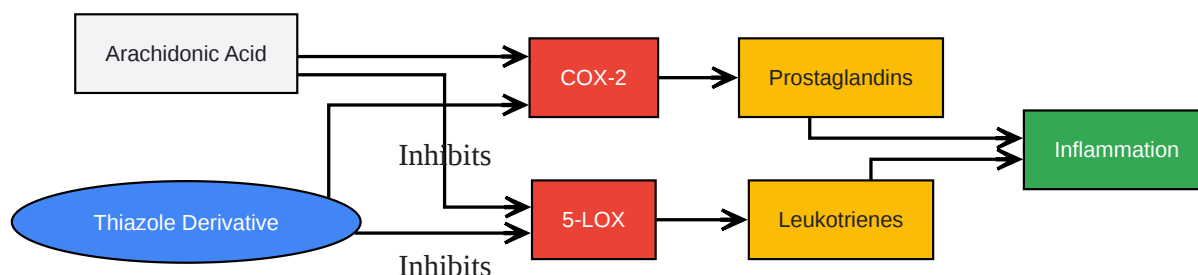 Arachidonic Acid
COX-2
Prostaglandins
Inhibits
Inflammation
Thiazole Derivative
5-LOX
Leukotrienes
Inhibits